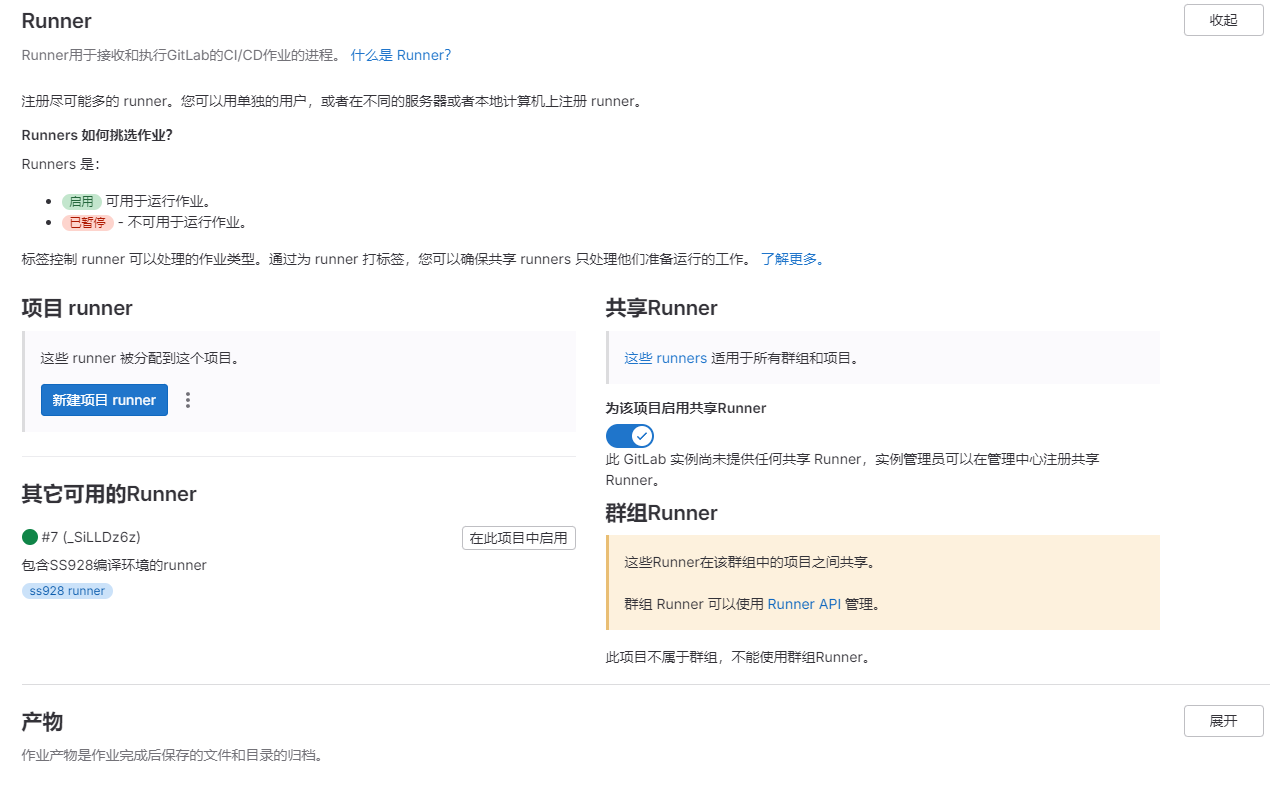 Runner
收起
Runner用于接收和执行GitLab的CI/CD作业的进程。 什么是 Runner?
注册尽可能多的 runner。您可以用单独的用户，或者在不同的服务器或者本地计算机上注册 runner。
Runners 如何挑选作业?
Runners 是：
启用 可用于运行作业。
已暂停 - 不可用于运行作业。
标签控制 runner 可以处理的作业类型。通过为 runner 打标签，您可以确保共享 runners 只处理他们准备运行的工作。 了解更多。
项目 runner
这些 runner 被分配到这个项目。
新建项目 runner
其它可用的Runner
#7 (_SiLLDz6z)
在此项目中启用
包含SS928编译环境的runner
ss928 runner
共享Runner
这些 runners 适用于所有群组和项目。
为该项目启用共享Runner
此 GitLab 实例尚未提供任何共享 Runner，实例管理员可以在管理中心注册共享
Runner。
群组Runner
这些Runner在该群组中的项目之间共享。
群组 Runner 可以使用 Runner API 管理。
此项目不属于群组，不能使用群组Runner。
产物
展开
作业产物是作业完成后保存的文件和目录的归档。